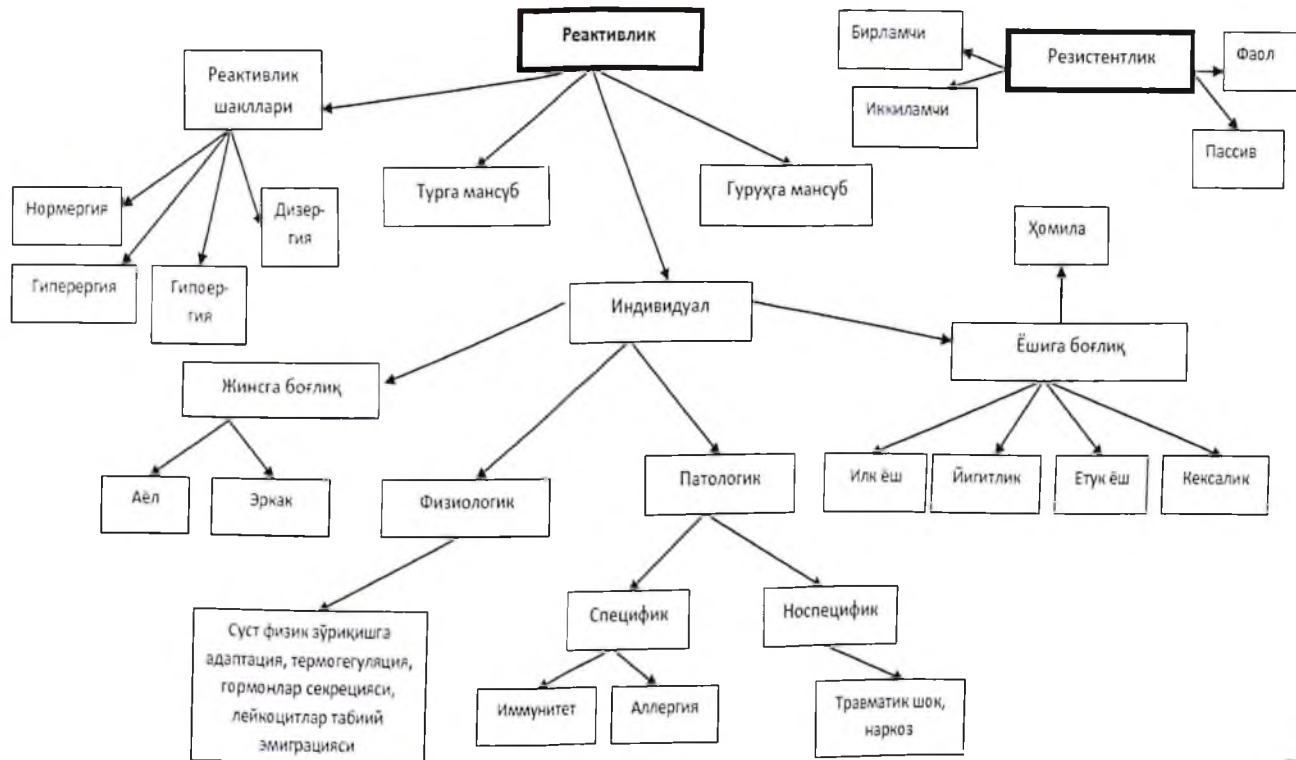 Реактивлик
Бирламчи
Резистентлик
Фаол
Иккиламчи
Пассив
Реактивлик
шакллари
Турга мансуб
Гуруҳга мансуб
Нормергия
Дизер-
гия
Гиперергия
Гипоер-
гия
Ҳомила
Индивидуал
Ёшига боғлиқ
Жинсга боғлиқ
Аёл
Эркак
Физиологик
Патологик
Илк ёш
Йигитлик
Етук ёш
Кексалик
Суст физик зўриқишга
адаптация, термогегуляция,
гормонлар секрецияси,
лейкоцитлар табиий
эмиграцияси
Специфик
Носпецифик
Иммунитет
Аллергия
Травматик шок,
наркоз